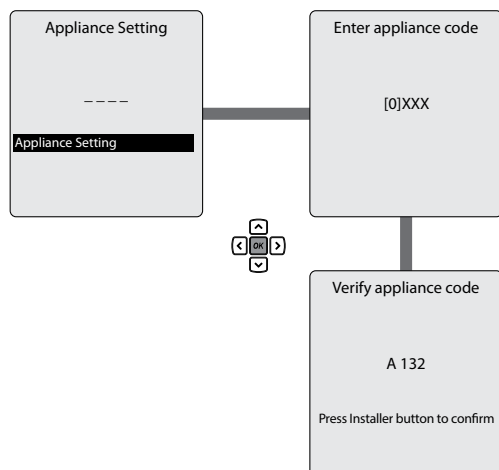 Appliance Setting
– – – –
Appliance Setting
Enter appliance code
[0]XXX
OK
Verify appliance code
A 132
Press Installer button to confirm